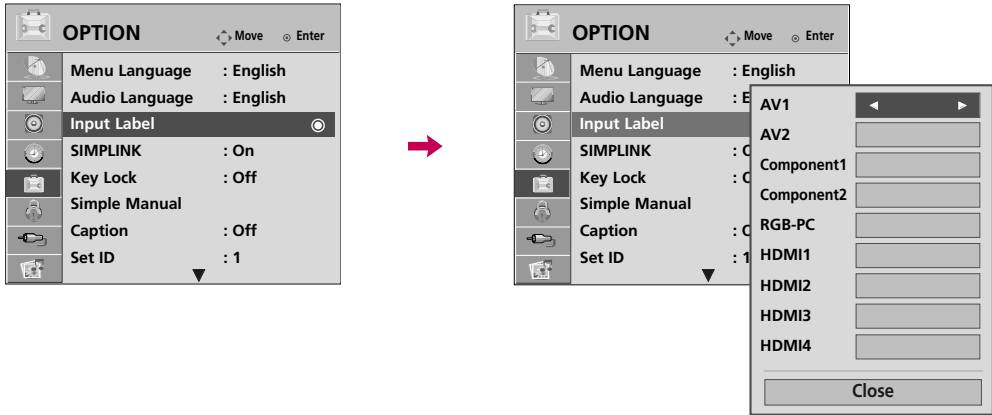 OPTION Move Enter
Menu Language : English
Audio Language : English
Input Label
SIMPLINK : On
Key Lock : Off
Simple Manual
Caption : Off
Set ID : 1
OPTION Move Enter
Menu Language : English
Audio Language : E
Input Label
SIMPLINK : O
Key Lock : O
Simple Manual
Caption : O
Set ID : 1
AV1
AV2
Component1
Component2
RGB-PC
HDMI1
HDMI2
HDMI3
HDMI4
Close